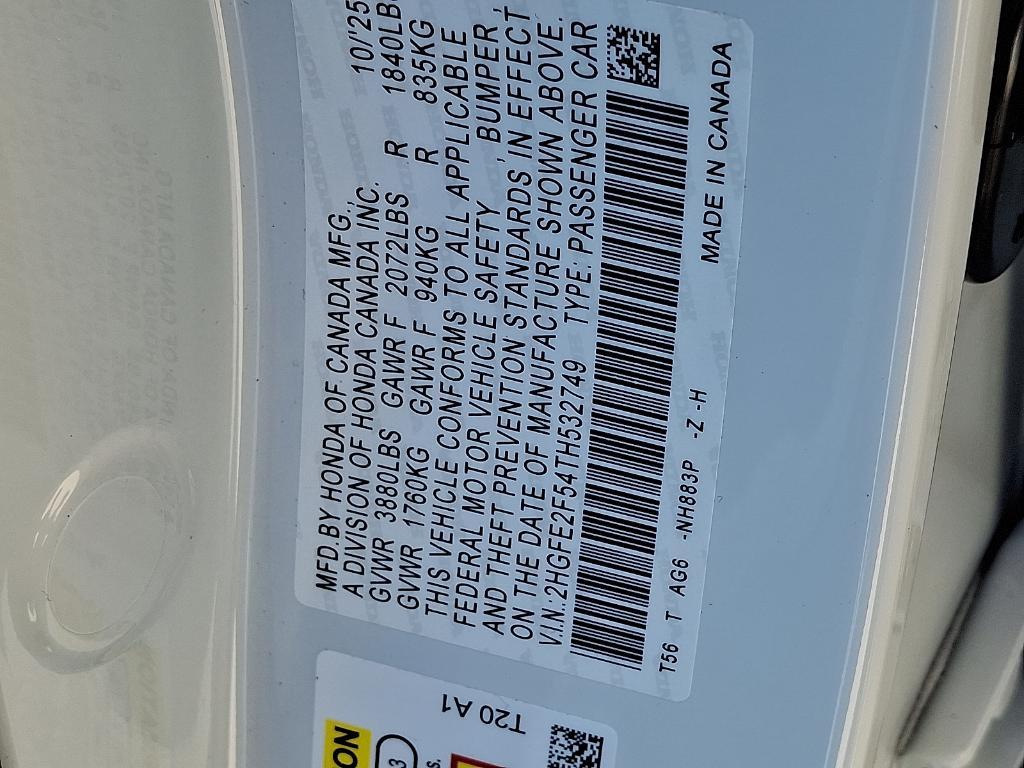 MFD.BY HONDA OF CANADA MFG., 10/'25
A DIVISION OF HONDA CANADA INC.
GVWR 3880LBS GAWR F 2072LBS R 1840LBS
GVWR 1760KG GAWR F 940KG R 835KG
THIS VEHICLE CONFORMS TO ALL APPLICABLE
FEDERAL MOTOR VEHICLE SAFETY , BUMPER ,
AND THEFT PREVENTION STANDARDS IN EFFECT
ON THE DATE OF MANUFACTURE SHOWN ABOVE.
V.I.N.:2HGFE2F54TH532749 TYPE: PASSENGER CAR
T56 T AG6 -NH883P -Z -H MADE IN CANADA
T20 A1
ON
3
s.